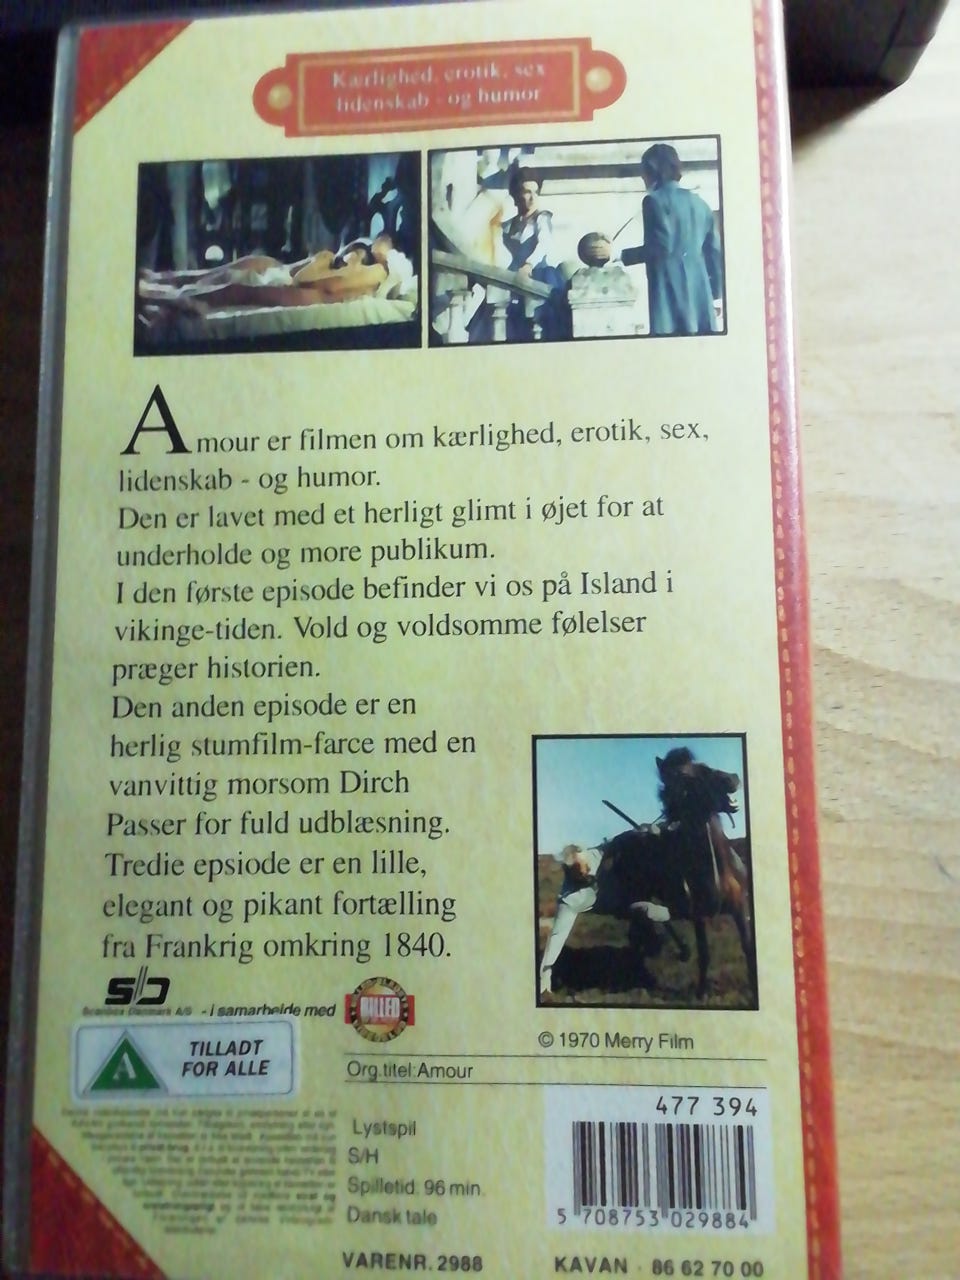 Kærlighed, erotik, sex
lidenskab - og humor
Amour er filmen om kærlighed, erotik, sex,
lidenskab - og humor.
Den er lavet med et herligt glimt i øjet for at
underholde og more publikum.
I den første episode befinder vi os på Island i
vikinge-tiden. Vold og voldsomme følelser
præger historien.
Den anden episode er en
herlig stumfilm-farce med en
vanvittig morsom Dirch
Passer for fuld udblæsning.
Tredie epsiode er en lille,
elegant og pikant fortælling
fra Frankrig omkring 1840.
Scanbox Danmark A/S - i samarbejde med
BILLED
© 1970 Merry Film
A TILLADT
FOR ALLE
Org.titel:Amour
477 394
Lystspil
S/H
Spilletid 96 min
Dansk tale
5 708753 029884
VARENR. 2988 KAVAN 86 62 70 00